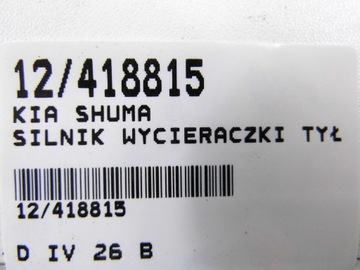 12/418815
KIA SHUMA
SILNIK WYCIERACZKI TYŁ
12/418815
D IV 26 B